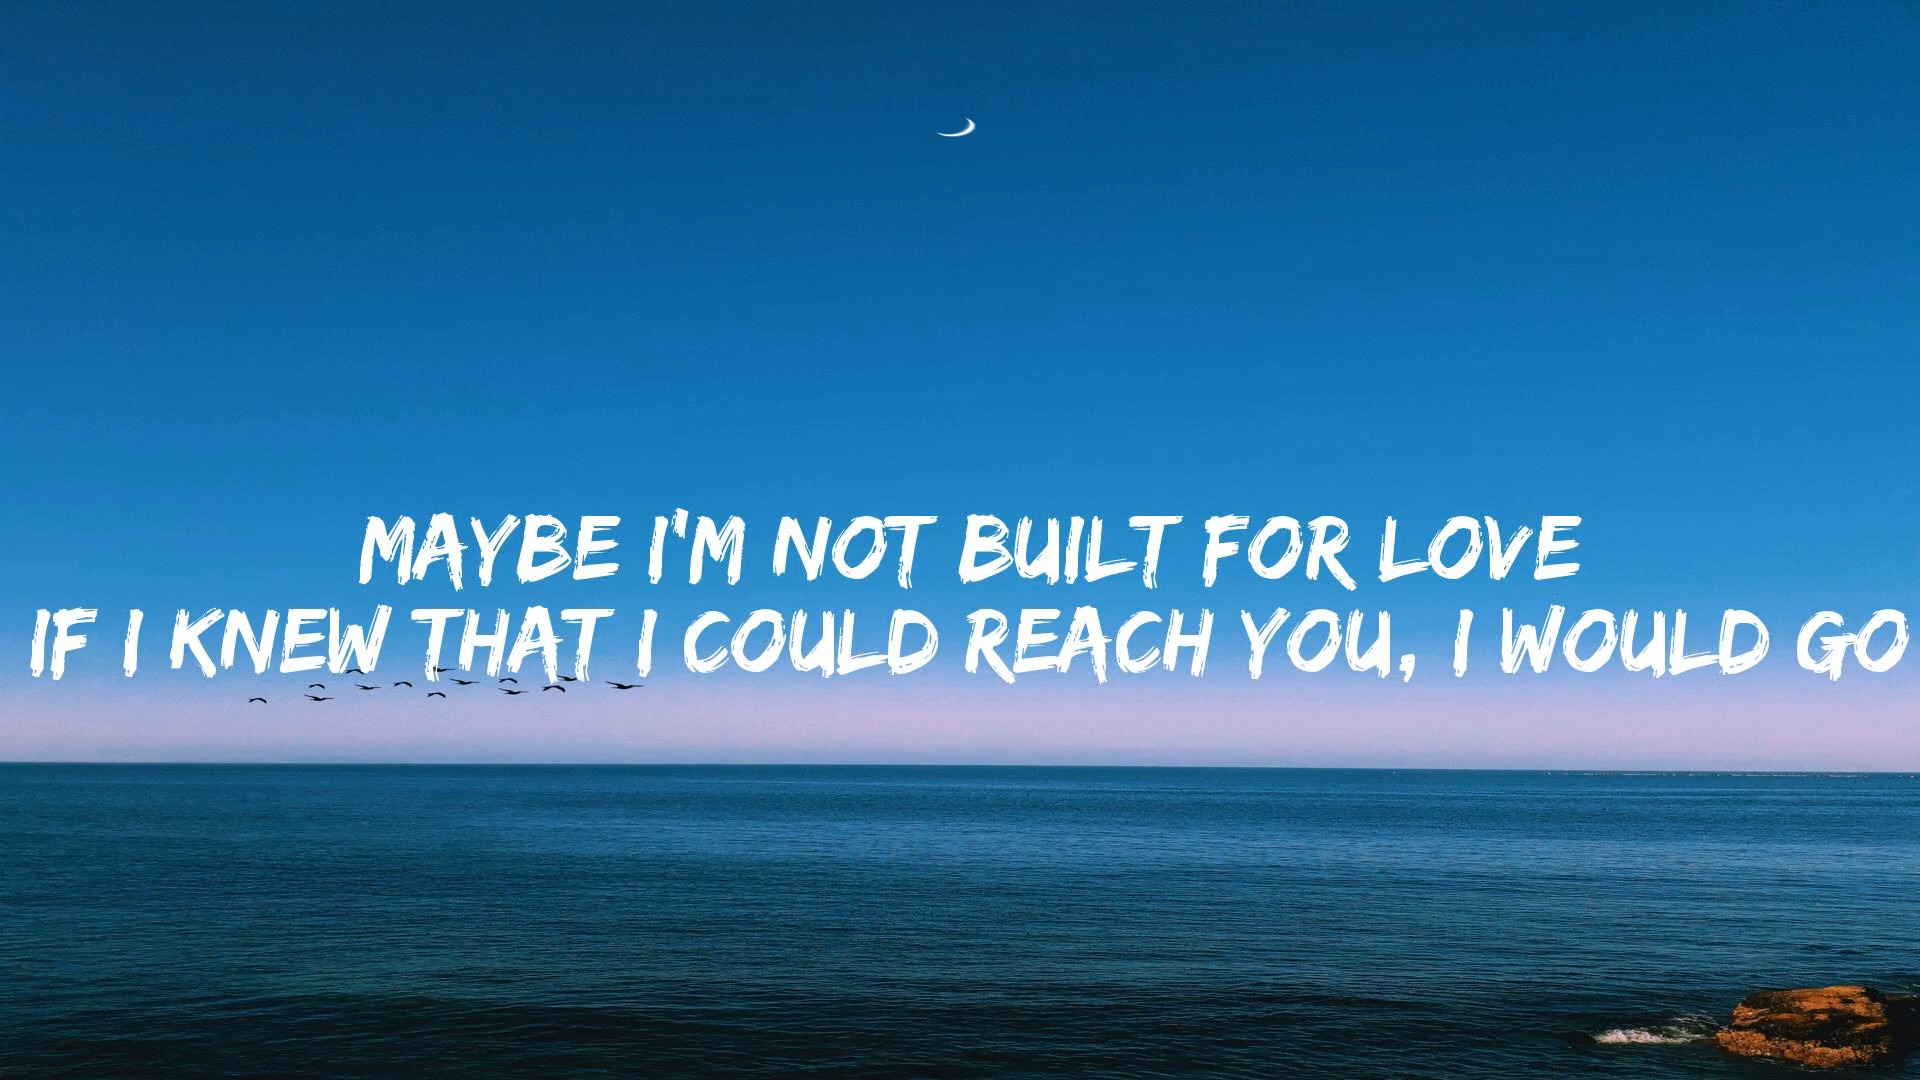 MAYBE I'M NOT BUILT FOR LOVE
IF I KNEW THAT I COULD REACH YOU, I WOULD GO